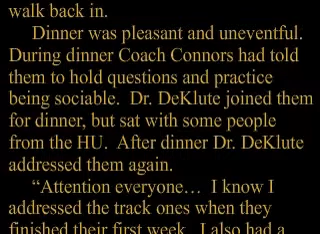 walk back in.
Dinner was pleasant and uneventful.
During dinner Coach Connors had told
them to hold questions and practice
being sociable.  Dr. DeKlute joined them
for dinner, but sat with some people
from the HU.  After dinner Dr. DeKlute
addressed them again.
“Attention everyone…  I know I
addressed the track ones when they
finished their first week.  I also had a